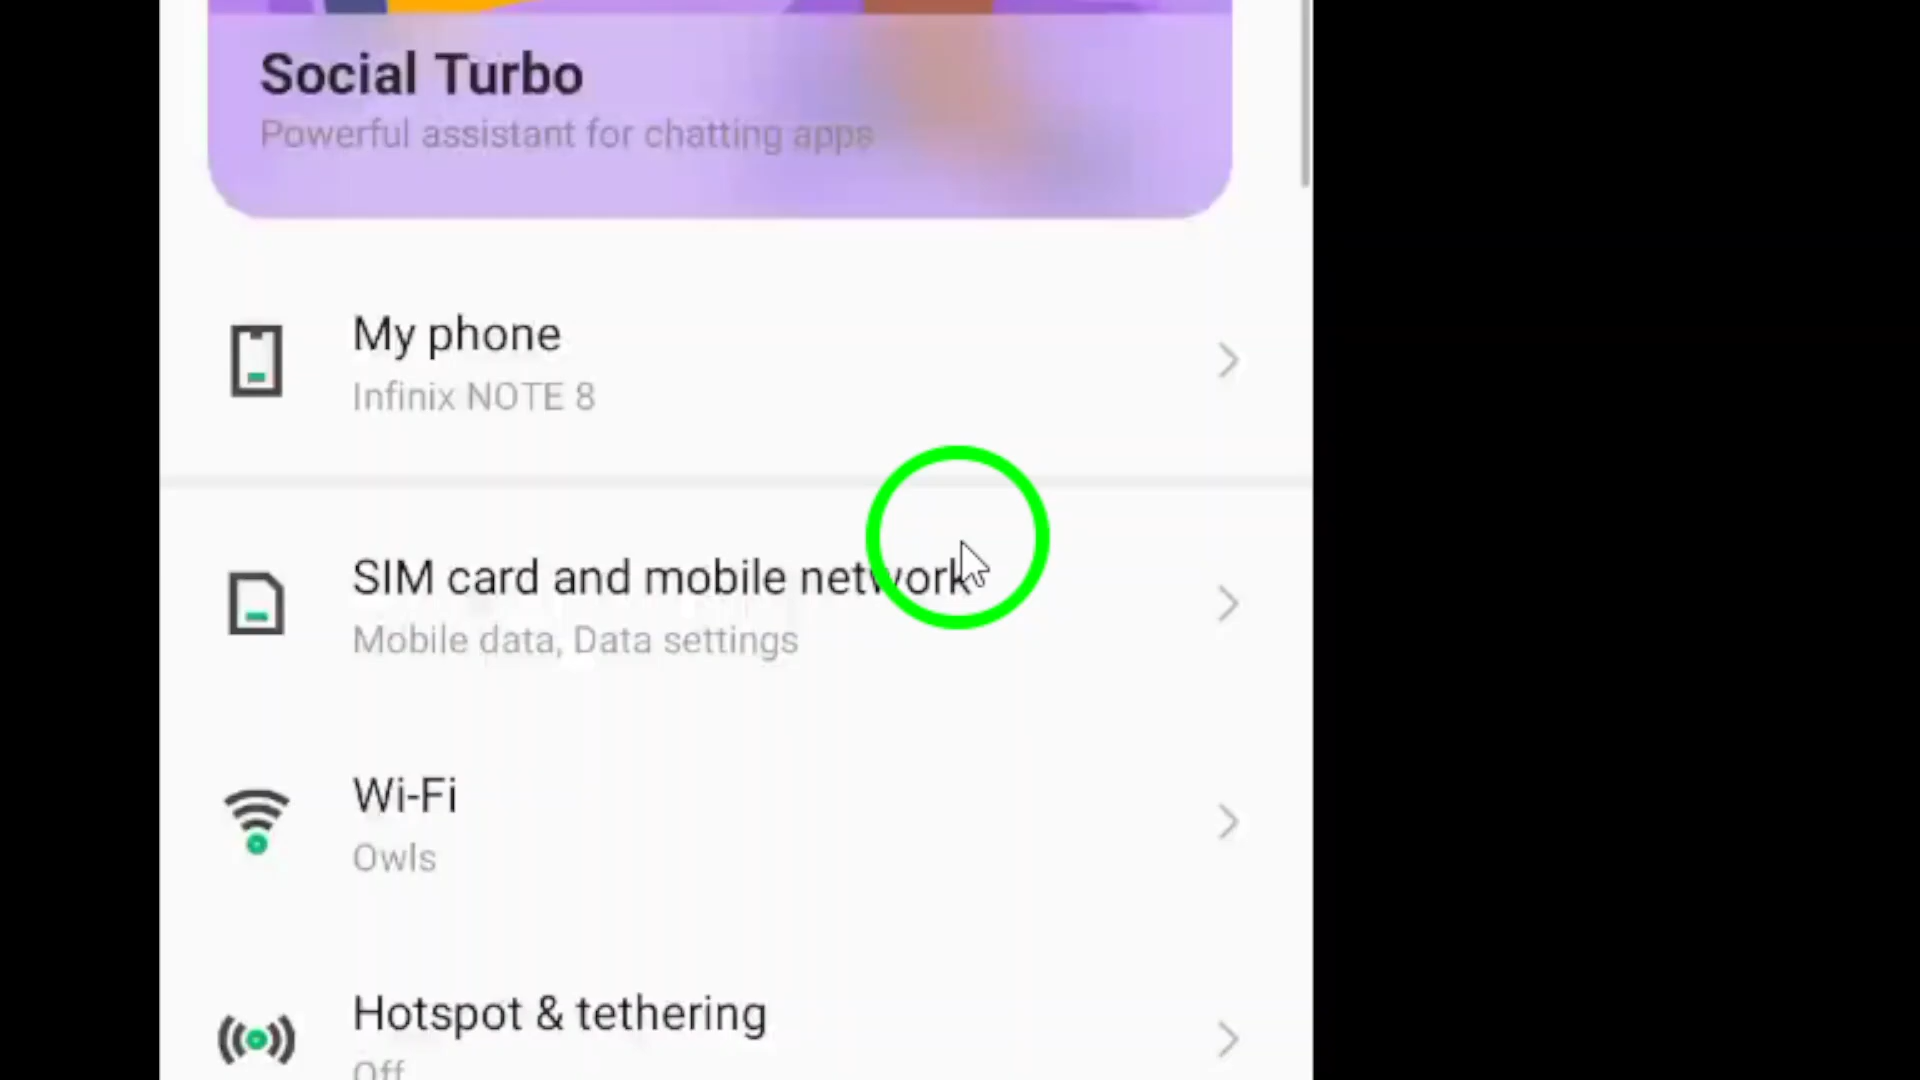 Social Turbo
Powerful assistant for chatting apps
My phone
Infinix NOTE 8
SIM card and mobile network
Mobile data, Data settings
Wi-Fi
Owls
Hotspot & tethering
Off